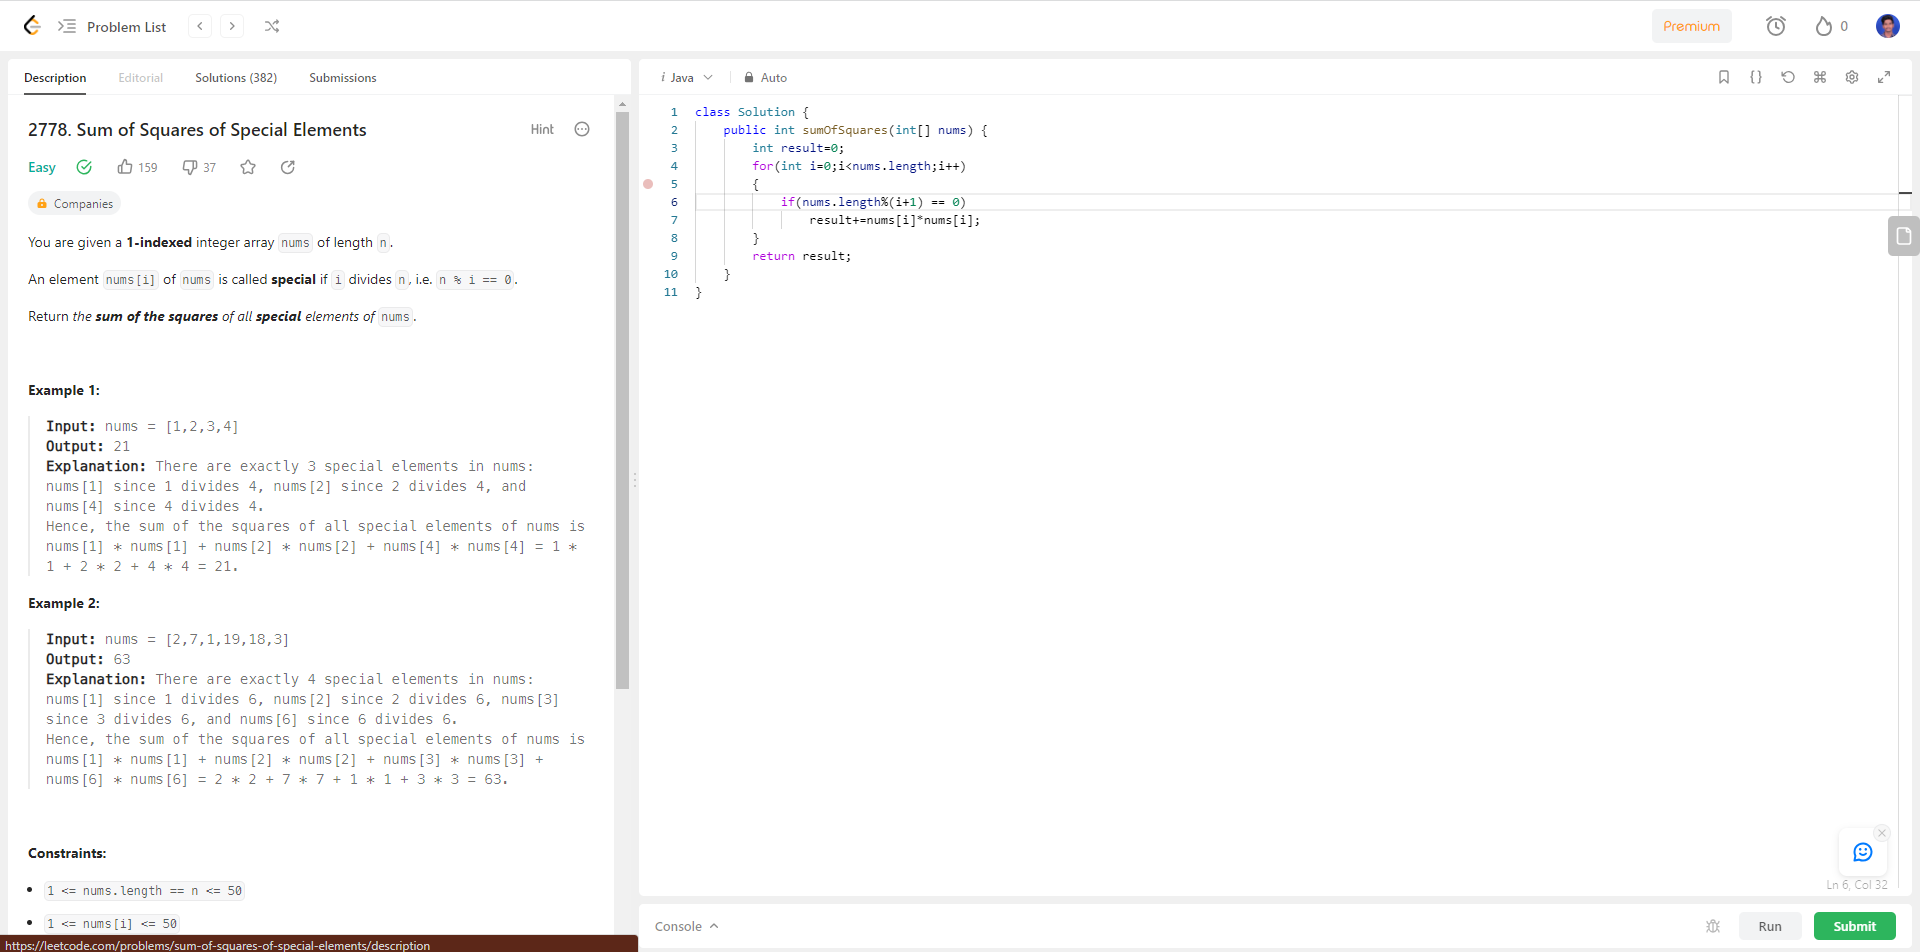 Problem List
Premium
0
Description Editorial Solutions (382) Submissions
2778. Sum of Squares of Special Elements
Hint
Easy 159 37
Companies
You are given a 1-indexed integer array nums of length n.
An element nums[i] of nums is called special if i divides n, i.e. n % i == 0.
Return the sum of the squares of all special elements of nums.
Example 1:
Input: nums = [1,2,3,4]
Output: 21
Explanation: There are exactly 3 special elements in nums:
nums[1] since 1 divides 4, nums[2] since 2 divides 4, and
nums[4] since 4 divides 4.
Hence, the sum of the squares of all special elements of nums is
nums[1] * nums[1] + nums[2] * nums[2] + nums[4] * nums[4] = 1 *
1 + 2 * 2 + 4 * 4 = 21.
Example 2:
Input: nums = [2,7,1,19,18,3]
Output: 63
Explanation: There are exactly 4 special elements in nums:
nums[1] since 1 divides 6, nums[2] since 2 divides 6, nums[3]
since 3 divides 6, and nums[6] since 6 divides 6.
Hence, the sum of the squares of all special elements of nums is
nums[1] * nums[1] + nums[2] * nums[2] + nums[3] * nums[3] +
nums[6] * nums[6] = 2 * 2 + 7 * 7 + 1 * 1 + 3 * 3 = 63.
Constraints:
• 1 <= nums.length == n <= 50
• 1 <= nums[i] <= 50
https://leetcode.com/problems/sum-of-squares-of-special-elements/description
i Java Auto
1 class Solution {
2 public int sumOfSquares(int[] nums) {
3 int result=0;
4 for(int i=0;i<nums.length;i++)
5 {
6 if(nums.length%(i+1) == 0)
7 result+=nums[i]*nums[i];
8 }
9 return result;
10 }
11 }
Ln 6, Col 32
Console
Run
Submit